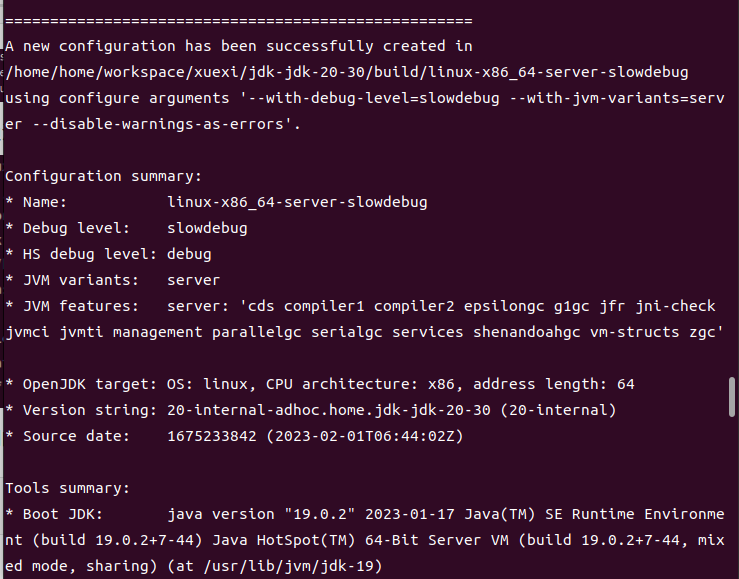 ====================================================
A new configuration has been successfully created in
/home/home/workspace/xuexi/jdk-jdk-20-30/build/linux-x86_64-server-slowdebug
using configure arguments '--with-debug-level=slowdebug --with-jvm-variants=serv
er --disable-warnings-as-errors'.
Configuration summary:
* Name:           linux-x86_64-server-slowdebug
* Debug level:    slowdebug
* HS debug level: debug
* JVM variants:   server
* JVM features:   server: 'cds compiler1 compiler2 epsilongc g1gc jfr jni-check
jvmci jvmti management parallelgc serialgc services shenandoahgc vm-structs zgc'
* OpenJDK target: OS: linux, CPU architecture: x86, address length: 64
* Version string: 20-internal-adhoc.home.jdk-jdk-20-30 (20-internal)
* Source date:    1675233842 (2023-02-01T06:44:02Z)
Tools summary:
* Boot JDK:       java version "19.0.2" 2023-01-17 Java(TM) SE Runtime Environme
nt (build 19.0.2+7-44) Java HotSpot(TM) 64-Bit Server VM (build 19.0.2+7-44, mix
ed mode, sharing) (at /usr/lib/jvm/jdk-19)